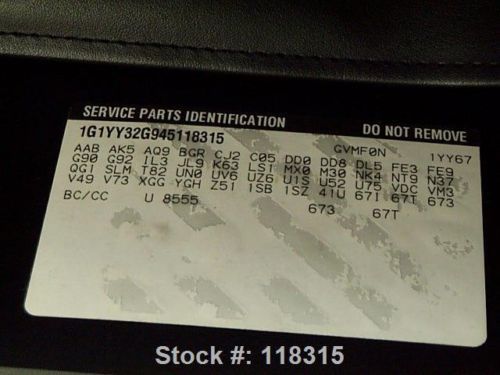 SERVICE PARTS IDENTIFICATION DO NOT REMOVE
1G1YY32G945118315 GVMF0N 1YY67
AAB AK5 AQ9 BGR CJ2 C05 DD0 DD8 DL5 FE3 FE9
G90 G92 IL3 JL9 K63 LS1 MX0 M30 NK4 NT9 N37
QG1 SLM T82 UN0 UV6 UZ6 U1S U52 U75 VDC VM3
V49 V73 XGG YGH Z51 1SB 1SZ 41U 67I 67T 673
BC/CC U 8555 673 67T
Stock #: 118315